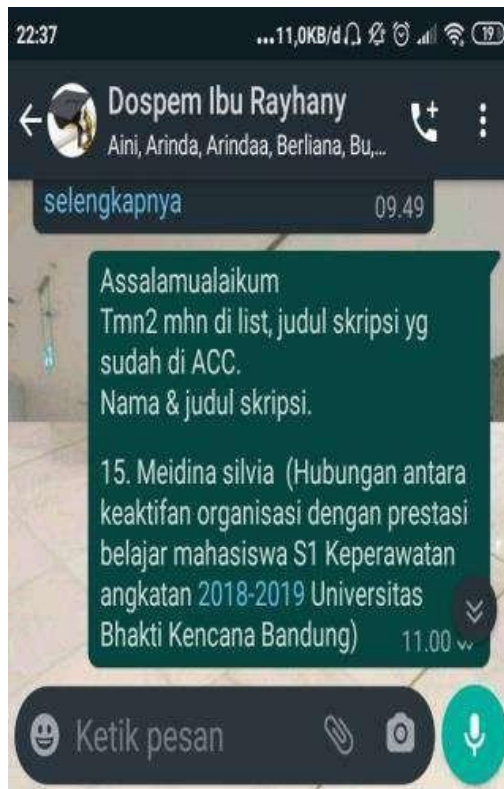 22:37
...11,0KB/d
19
Dospem Ibu Rayhany
Aini, Arinda, Arindaa, Berliana, Bu,...
selengkapnya
09.49
Assalamualaikum
Tmn2 mhn di list, judul skripsi yg
sudah di ACC.
Nama & judul skripsi.
15. Meidina silvia (Hubungan antara
keaktifan organisasi dengan prestasi
belajar mahasiswa S1 Keperawatan
angkatan 2018-2019 Universitas
Bhakti Kencana Bandung)
11.00
Ketik pesan